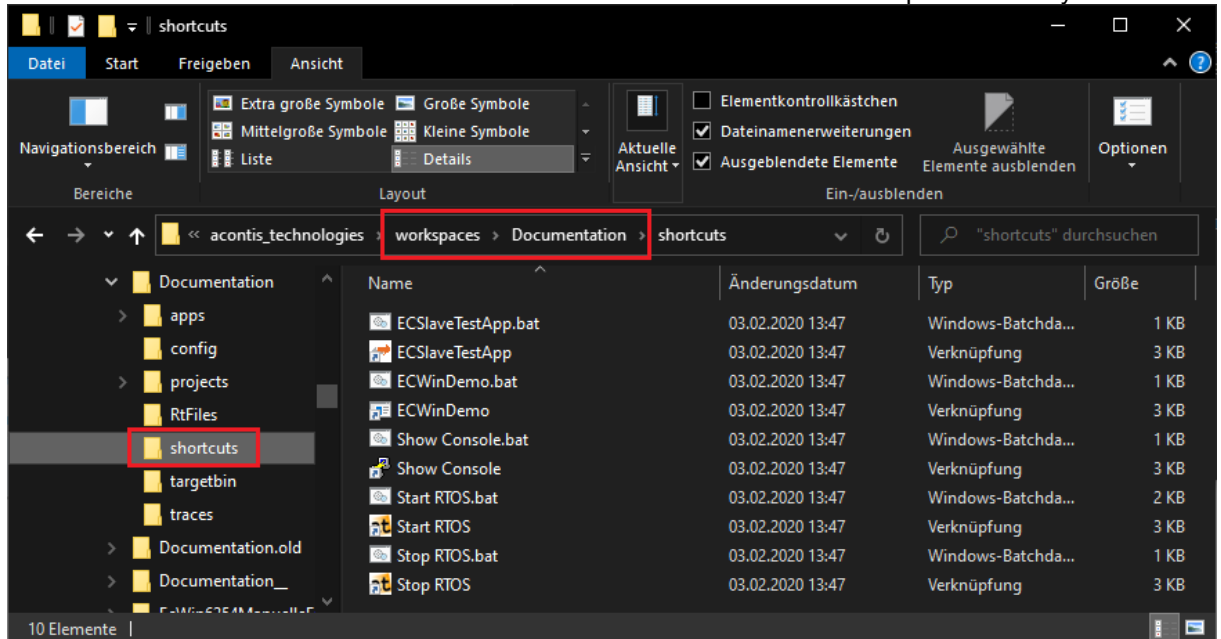 shortcuts
Datei Start Freigeben Ansicht
Extra große Symbole Große Symbole
Mittelgroße Symbole Kleine Symbole
Liste Details
Navigationsbereich
Aktuelle
Ansicht
Elementkontrollkästchen
Dateinamenerweiterungen
Ausgeblendete Elemente
Ausgewählte
Elemente ausblenden
Optionen
Bereiche Layout Ein-/ausblenden
« acontis_technologies > workspaces > Documentation > shortcuts
"shortcuts" durchsuchen
Documentation
apps
config
projects
RtFiles
shortcuts
targetbin
traces
Documentation.old
Documentation__
Name Änderungsdatum Typ Größe
ECSlaveTestApp.bat 03.02.2020 13:47 Windows-Batchda... 1 KB
ECSlaveTestApp 03.02.2020 13:47 Verknüpfung 3 KB
ECWinDemo.bat 03.02.2020 13:47 Windows-Batchda... 1 KB
ECWinDemo 03.02.2020 13:47 Verknüpfung 3 KB
Show Console.bat 03.02.2020 13:47 Windows-Batchda... 1 KB
Show Console 03.02.2020 13:47 Verknüpfung 3 KB
Start RTOS.bat 03.02.2020 13:47 Windows-Batchda... 2 KB
Start RTOS 03.02.2020 13:47 Verknüpfung 3 KB
Stop RTOS.bat 03.02.2020 13:47 Windows-Batchda... 1 KB
Stop RTOS 03.02.2020 13:47 Verknüpfung 3 KB
10 Elemente